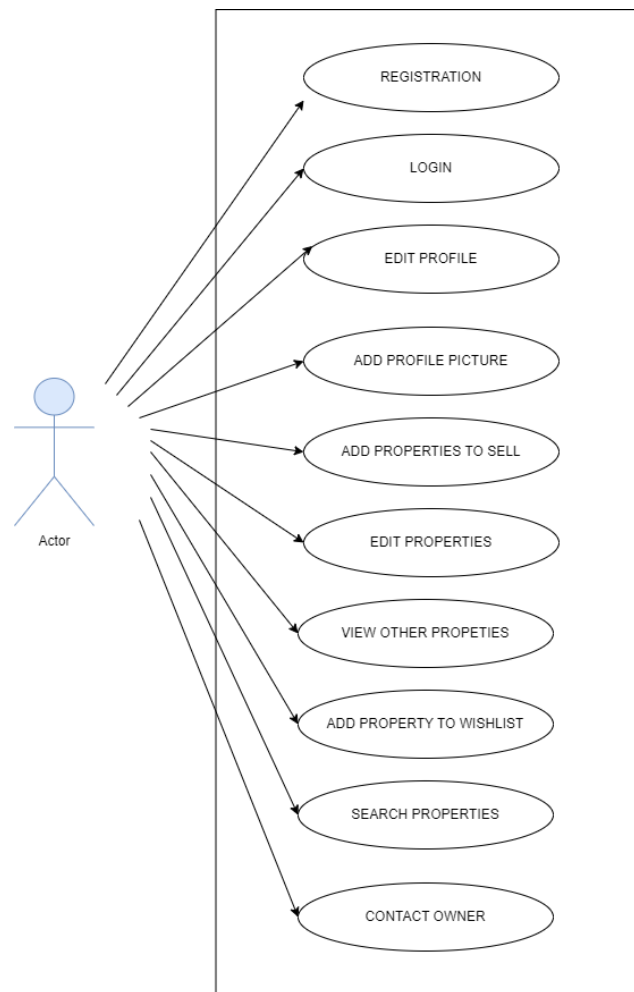 REGISTRATION
LOGIN
EDIT PROFILE
ADD PROFILE PICTURE
ADD PROPERTIES TO SELL
Actor
EDIT PROPERTIES
VIEW OTHER PROPETIES
ADD PROPERTY TO WISHLIST
SEARCH PROPERTIES
CONTACT OWNER